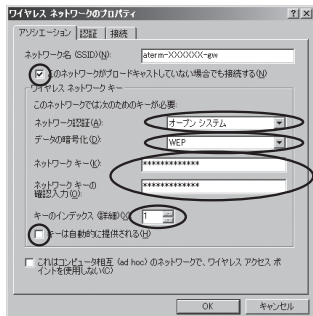 ワイヤレス ネットワークのプロパティ
アソシエーション 認証 接続
ネットワーク名 (SSID)(N): aterm-XXXXXX-gw
このネットワークがブロードキャストしていない場合でも接続する(N)
ワイヤレス ネットワーク キー
このネットワークでは次のためのキーが必要:
ネットワーク認証(A): オープン システム
データの暗号化(D): WEP
ネットワーク キー(K): *************
ネットワーク キーの
確認入力(O): *************
キーのインデックス (詳細)(X): 1
キーは自動的に提供される(H)
これはコンピュータ相互 (ad hoc) のネットワークで、ワイヤレス アクセス ポ
イントを使用しない(C)
OK キャンセル